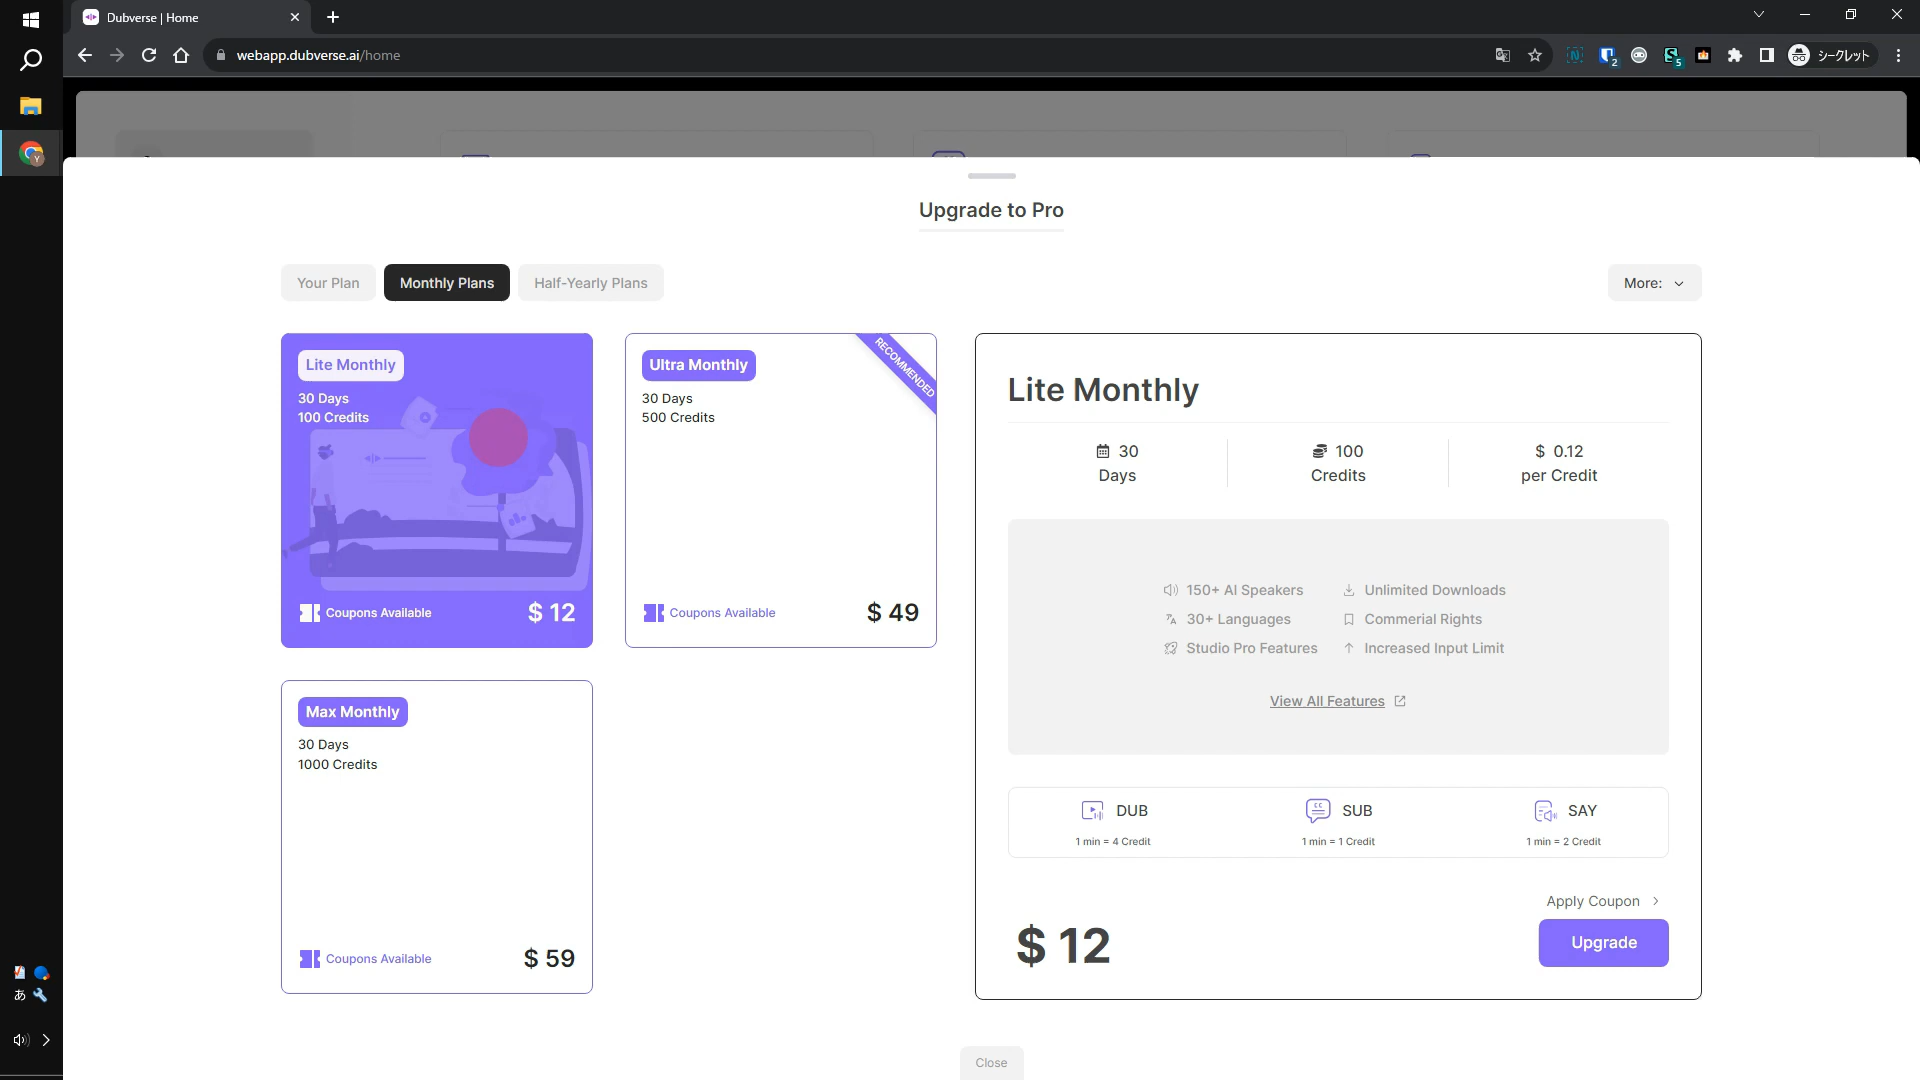 Dubverse | Home
webapp.dubverse.ai/home
2
5
シークレット
Y
Upgrade to Pro
Your Plan
Monthly Plans
Half-Yearly Plans
More:
Lite Monthly
30 Days
100 Credits
Coupons Available
$ 12
Ultra Monthly
RECOMMENDED
30 Days
500 Credits
Coupons Available
$ 49
Max Monthly
30 Days
1000 Credits
Coupons Available
$ 59
Lite Monthly
30
Days
100
Credits
$ 0.12
per Credit
150+ AI Speakers
Unlimited Downloads
30+ Languages
Commerial Rights
Studio Pro Features
Increased Input Limit
View All Features
DUB
1 min = 4 Credit
SUB
1 min = 1 Credit
SAY
1 min = 2 Credit
Apply Coupon
$ 12
Upgrade
Close
あ